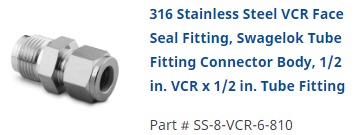 316 Stainless Steel VCR Face
Seal Fitting, Swagelok Tube
Fitting Connector Body, 1/2
in. VCR x 1/2 in. Tube Fitting
Part # SS-8-VCR-6-810